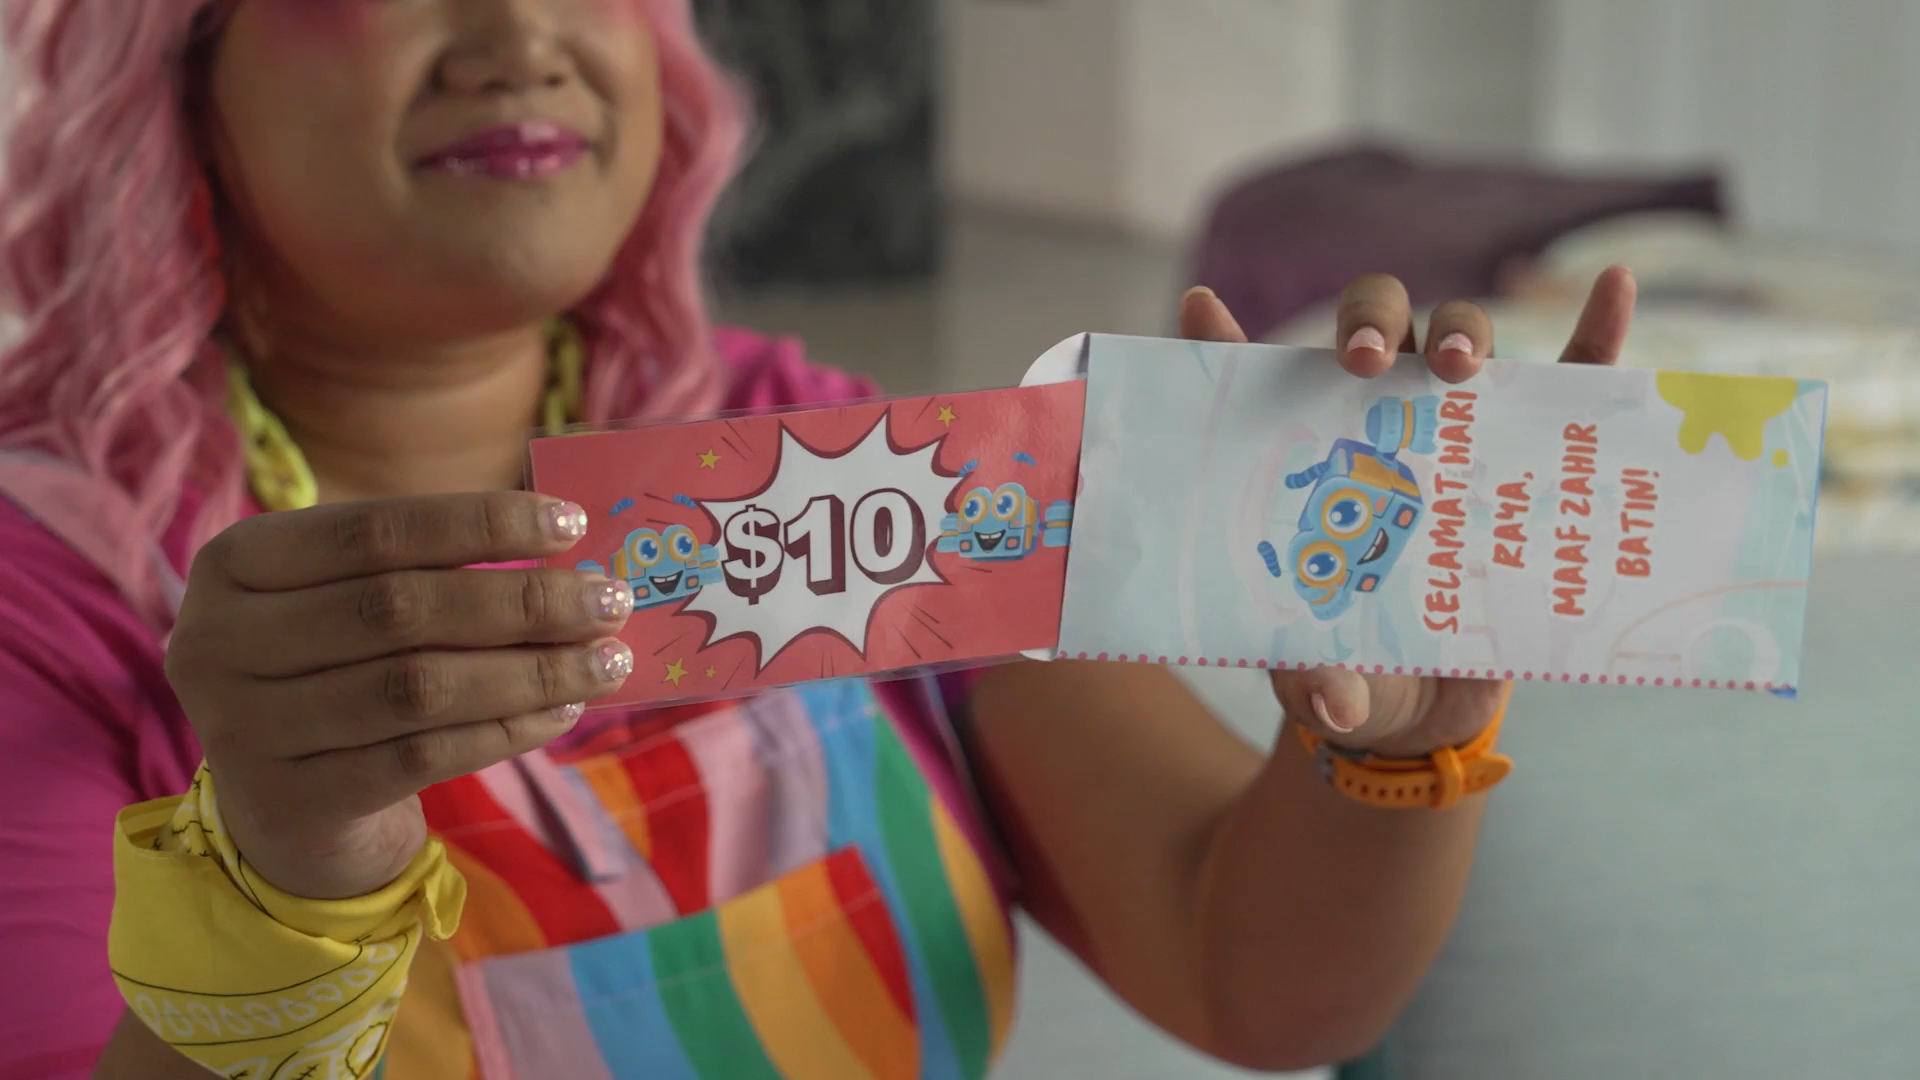 $10
SELAMAT HARI
RAYA,
MAAF ZAHIR
BATIN!